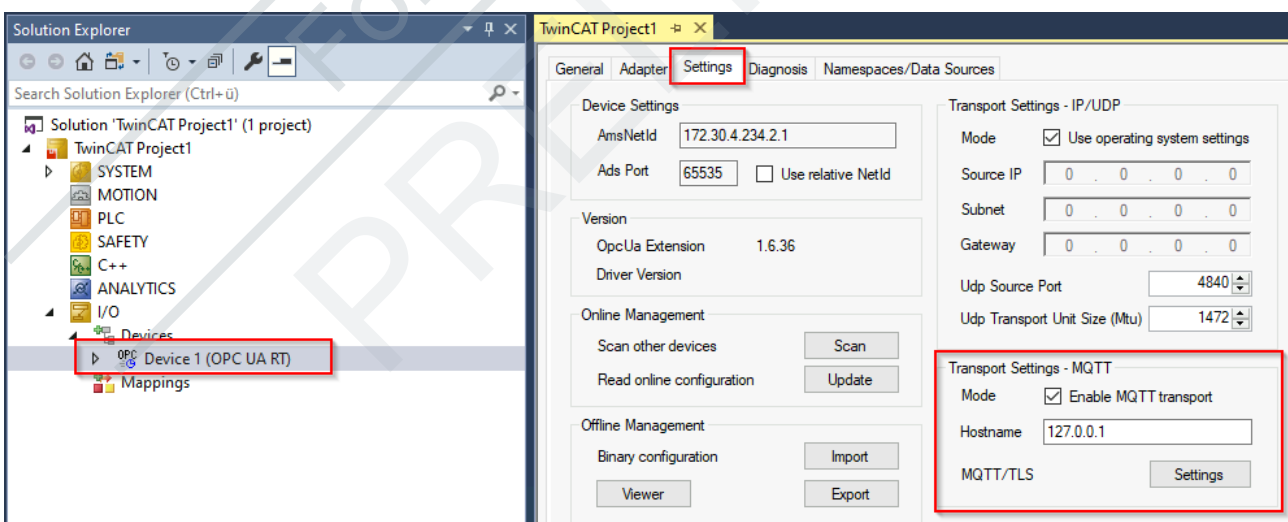 Solution Explorer
Search Solution Explorer (Ctrl+ü)
Solution 'TwinCAT Project1' (1 project)
TwinCAT Project1
SYSTEM
MOTION
PLC
SAFETY
C++
ANALYTICS
I/O
Devices
OPC Device 1 (OPC UA RT)
Mappings
TwinCAT Project1
General Adapter Settings Diagnosis Namespaces/Data Sources
Device Settings
AmsNetId 172.30.4.234.2.1
Ads Port 65535 Use relative NetId
Version
OpcUa Extension 1.6.36
Driver Version
Online Management
Scan other devices Scan
Read online configuration Update
Offline Management
Binary configuration Import
Viewer Export
Transport Settings - IP/UDP
Mode Use operating system settings
Source IP 0 . 0 . 0 . 0
Subnet 0 . 0 . 0 . 0
Gateway 0 . 0 . 0 . 0
Udp Source Port 4840
Udp Transport Unit Size (Mtu) 1472
Transport Settings - MQTT
Mode Enable MQTT transport
Hostname 127.0.0.1
MQTT/TLS Settings